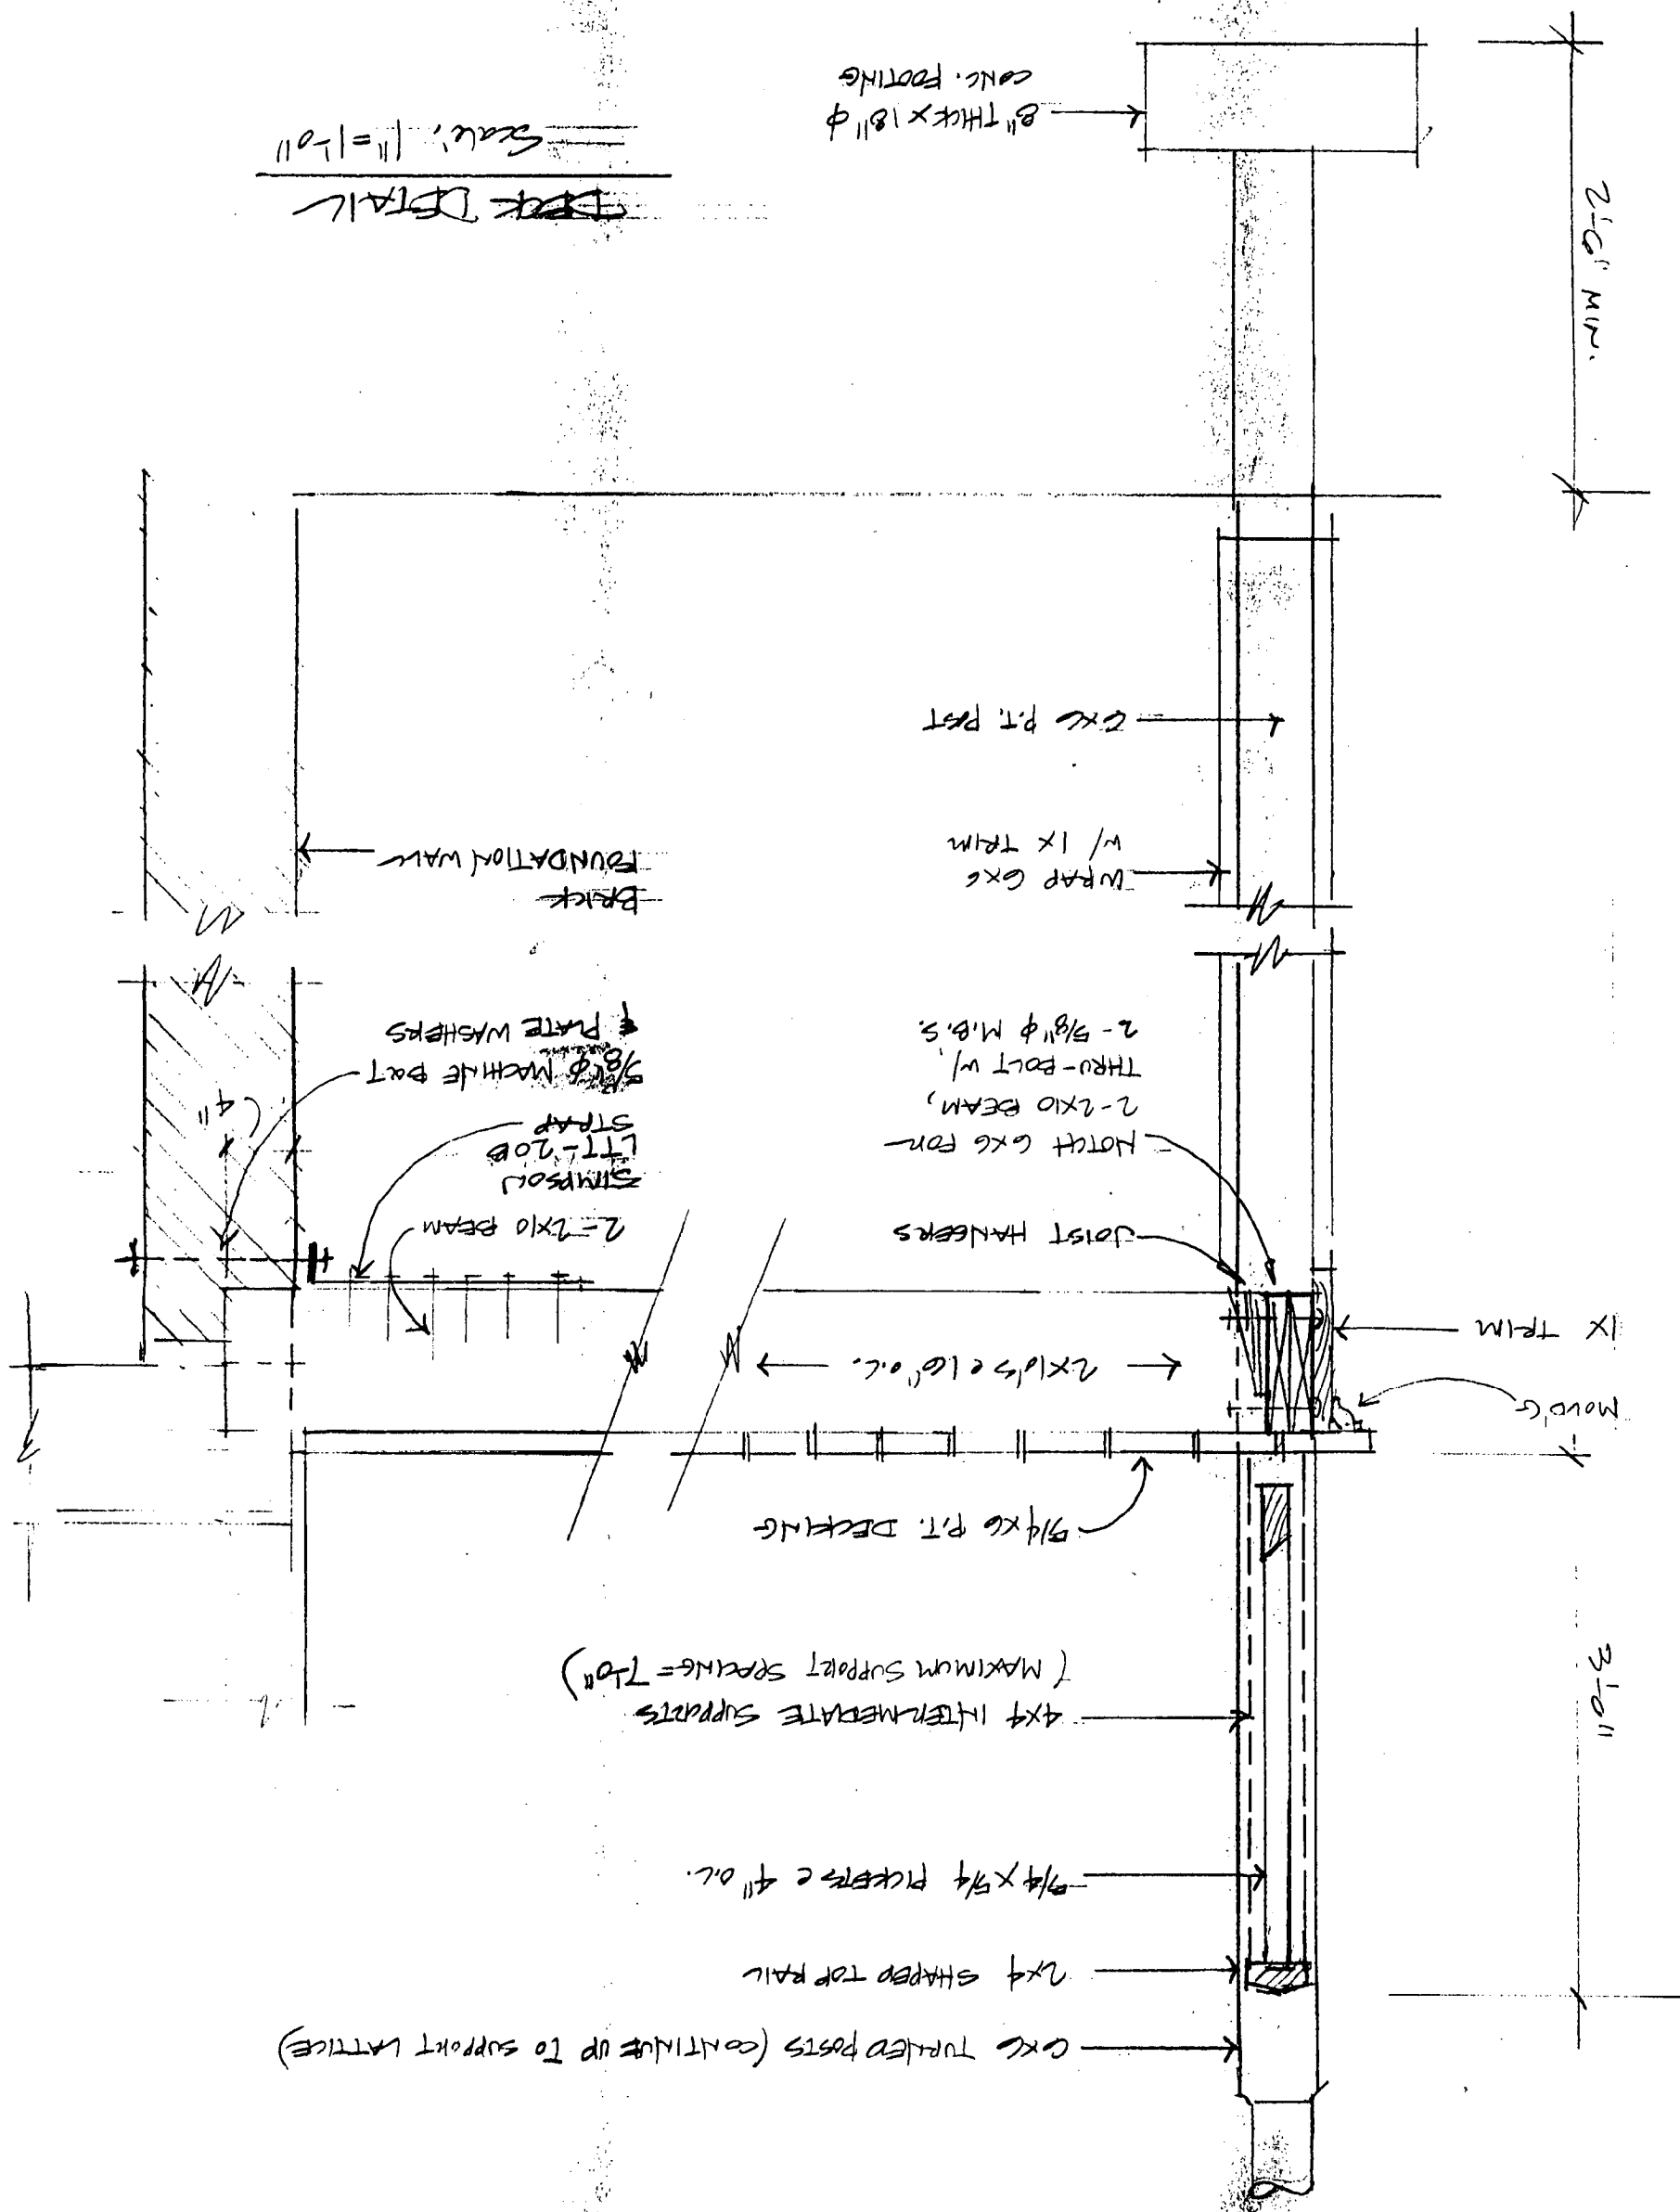 6X6 TURNED POSTS (CONTINUE UP TO SUPPORT LATTICE)
2X4 SHAPED TOP RAIL
5/4 X 5/4 PICKETS @ 4" O.C.
3'-0"
4X4 INTERMEDIATE SUPPORTS
(MAXIMUM SUPPORT SPACING = 7'-0")
5/4X6 P.T. DECKING
MOULD'G
1X TRIM
2X10'S @ 16" O.C.
JOIST HANGERS
NOTCH 6X6 FOR
2-2X10 BEAM,
THRU-BOLT W/
2-5/8"φ M.B.S.
2-2X10 BEAM
SIMPSON
LTT-20B
STRAP
5/8"φ MACHINE BOLT
& PLATE WASHERS
4"
WRAP 6X6
W/ 1X TRIM
BRICK
FOUNDATION WALL
6X6 P.T. POST
2'-6" MIN.
8" THICK X 18" φ
CONC. FOOTING
DECK DETAIL
Scale: 1"=1'-0"